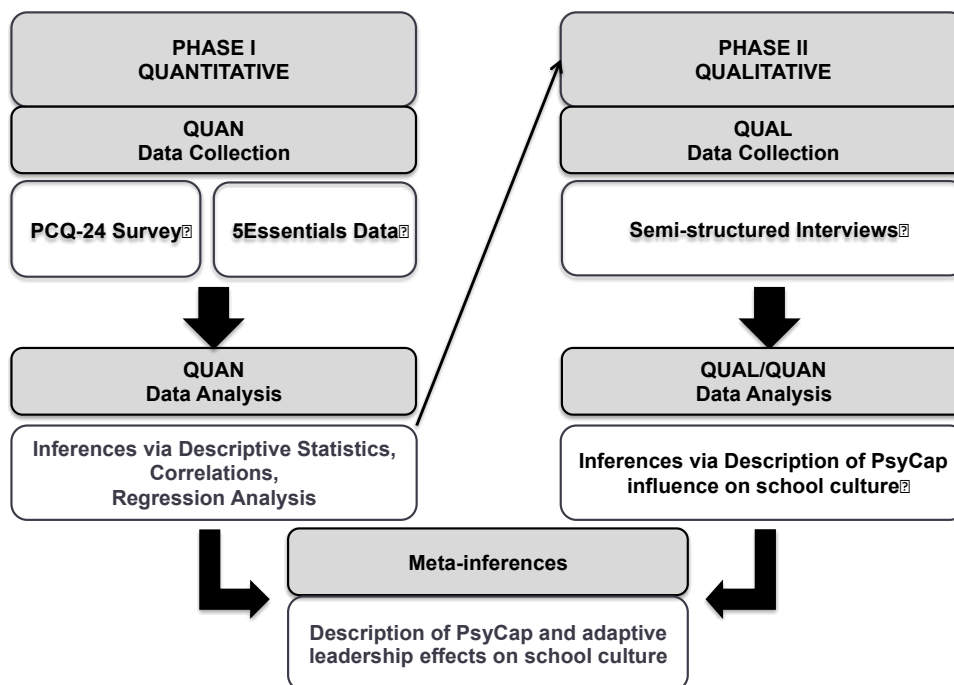 PHASE I
QUANTITATIVE
QUAN
Data Collection
PCQ-24 Survey
5Essentials Data
QUAN
Data Analysis
Inferences via Descriptive Statistics,
Correlations,
Regression Analysis
PHASE II
QUALITATIVE
QUAL
Data Collection
Semi-structured Interviews
QUAL/QUAN
Data Analysis
Inferences via Description of PsyCap
influence on school culture
Meta-inferences
Description of PsyCap and adaptive
leadership effects on school culture